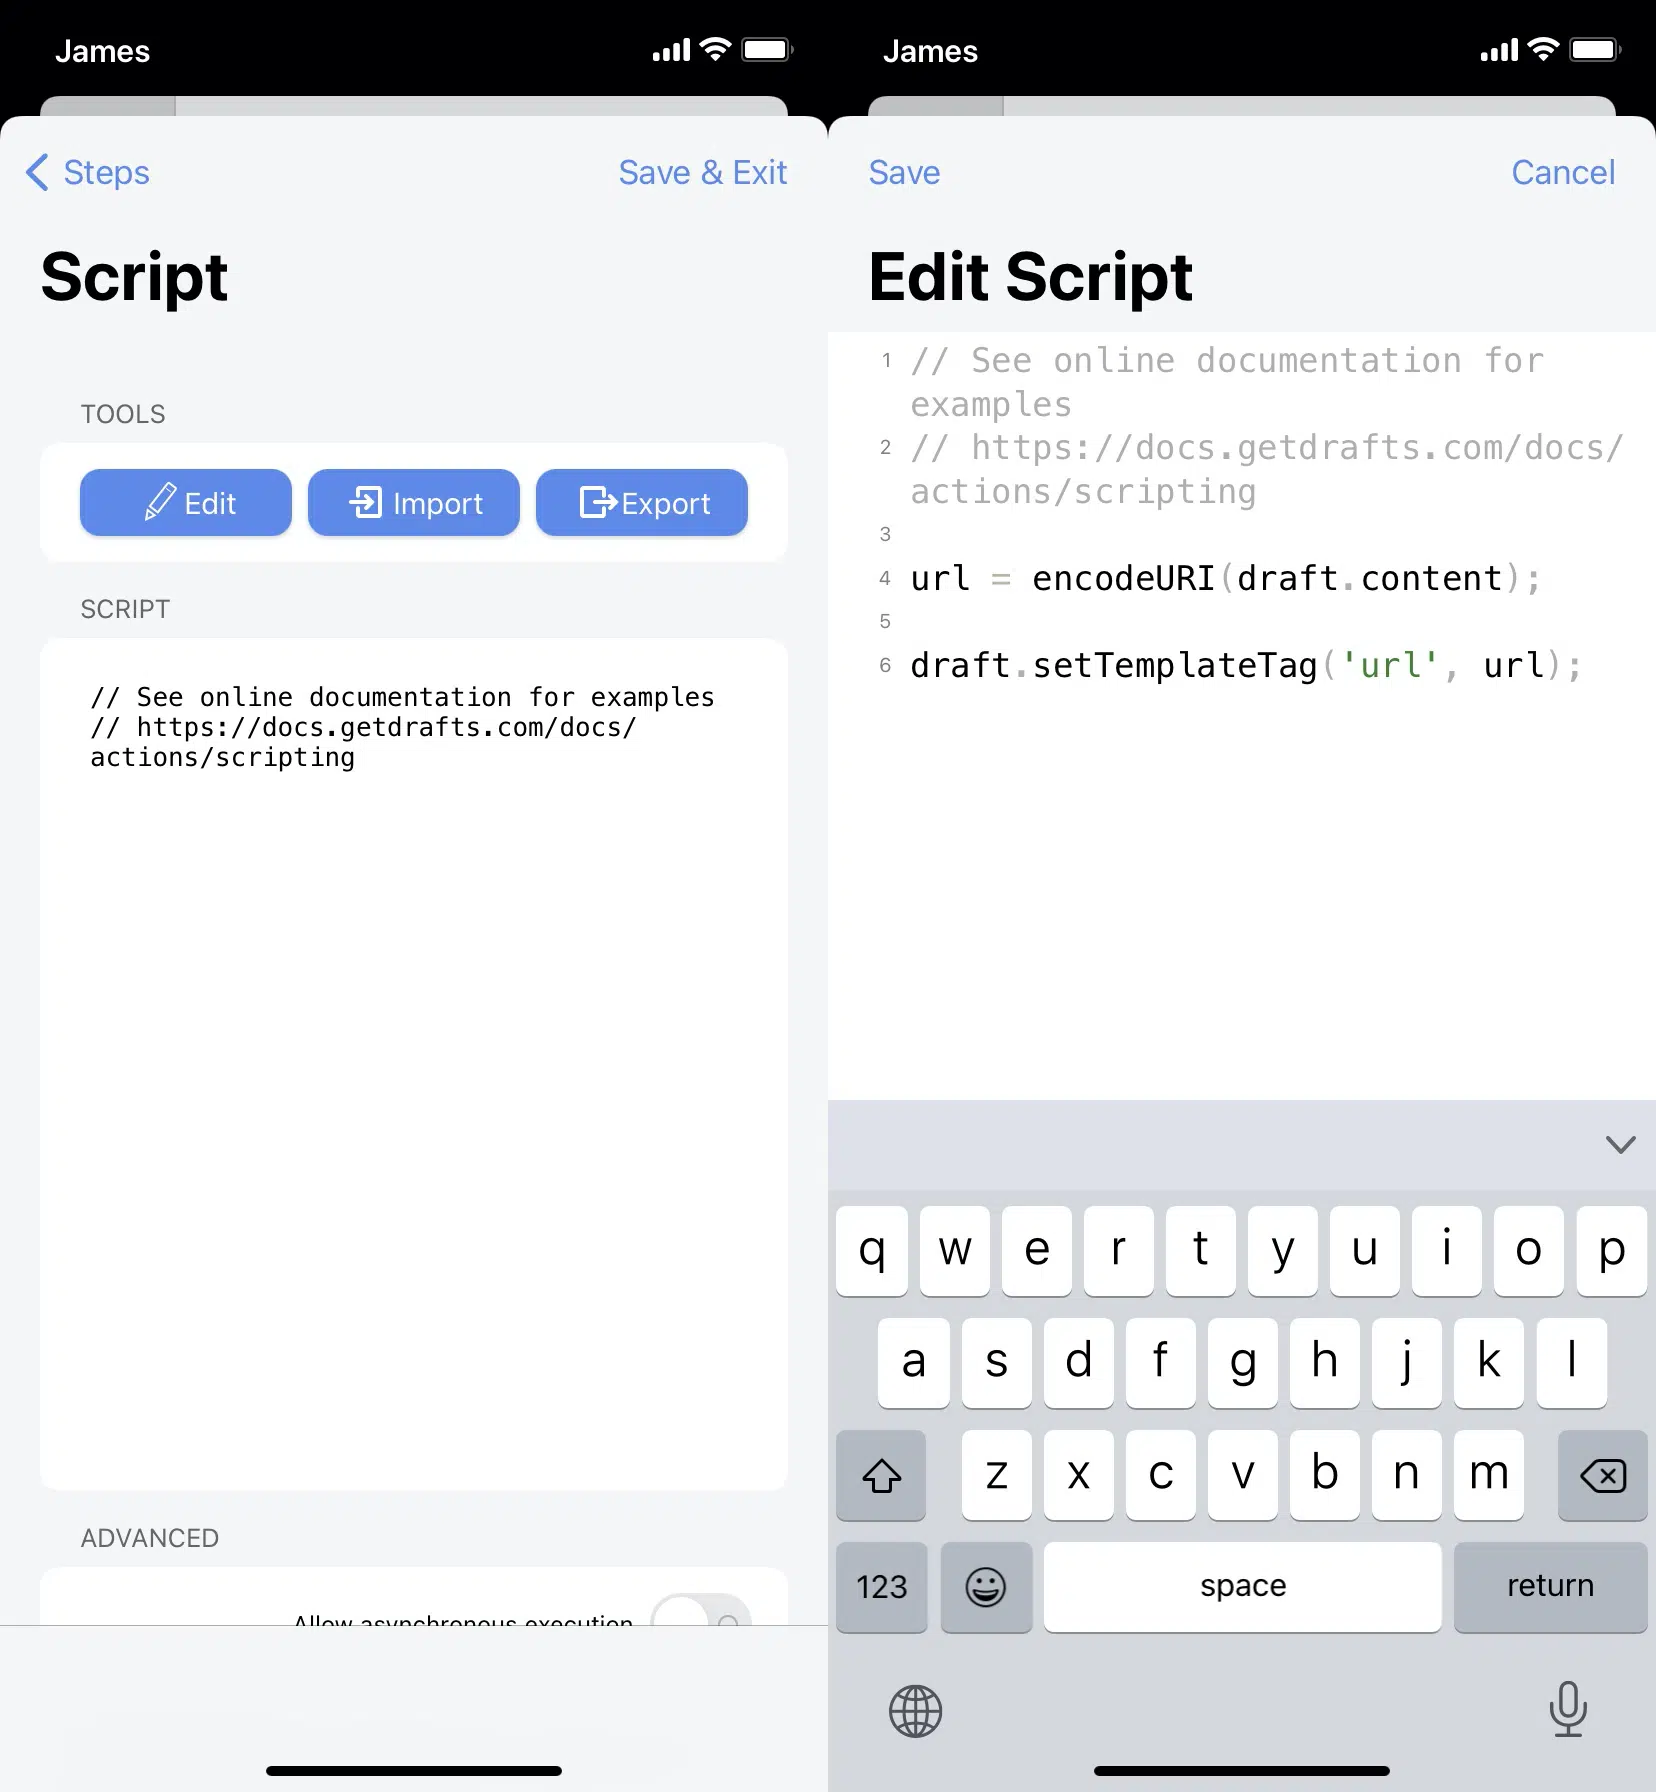 James
Steps
Save & Exit
Script
TOOLS
Edit
Import
Export
SCRIPT
// See online documentation for examples
// https://docs.getdrafts.com/docs/
actions/scripting
ADVANCED
Allow asynchronous execution
James
Save
Cancel
Edit Script
1 // See online documentation for
examples
2 // https://docs.getdrafts.com/docs/
actions/scripting
3
4 url = encodeURI(draft.content);
5
6 draft.setTemplateTag('url', url);
q w e r t y u i o p
a s d f g h j k l
z x c v b n m
123 space return